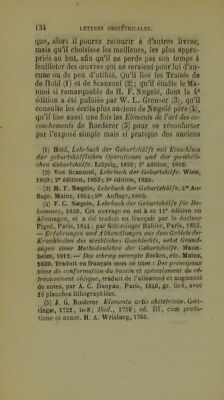 134 LETTRES OBSTÉTRICALES.
que, alors il pourra recourir à d'autres livres,
mais qu'il choisisse les meilleurs, les plus appro-
priés au but, afin qu'il ne perde pas son temps à
feuilleter des œuvres qui ne seraient pour lui d'au-
cune ou de peu d'utilité. Qu'il lise les Traités de
de Hohl (1) et de Scanzoni (2); qu'il étudie le Ma-
nuel si remarquable de H. F. Nægelé, dont la 4e
édition a été publiée par W. L. Grenser (3); qu'il
consulte les écrits plus anciens de Nægelé père (4),
qu'il lise aussi une fois les Eléments de l'art des ac-
couchements de Rœderer (5) pour se réconforter
par l'exposé simple mais si pratique des anciens
(1) Hohl, Lehrbuch der Geburtshülfe mit Einschluss
der geburtshülflichen Operationen und der gerichtli-
chen Geburtshülfe. Leipzig, 1855; 2e édition, 1862.
(2) Von Scanzoni, Lehrbuch der Geburtshülfe. Wien,
1849; 2e édition, 1853; 3e édition, 1855.
(3) H. F. Nægele, Lehrbuch der Geburtshülfe. 4te Au-
flage. Mainz, 1854; 5te Auflage, 1863.
(4) F. C. Nægele, Lehrbuch der Geburtshülfe für He-
bammen, 1830. Cet ouvrage en est à sa 11e édition en
Allemagne, et a été traduit en français par le docteur
Pigné, Paris, 1844; par Schlesinger Rahier, Paris, 1853.
— Erfahrungen und Abhandlungen aus dem Gebiete der
Krankheiten des weiblichen Geschlechts, nebst Grund-
zügen einer Methodenlehre der Geburtshülfe. Mann-
heim, 1812. — Das schræg verengte Becken, etc. Mainz,
1839. Traduit en français sous ce titre : Des principaux
vices de conformation du bassin et spécialement du ré-
trécissement oblique, traduit de l'allemand et augmenté
de notes, par A. C. Danyau, Paris, 1840, gr. in-8, avec
16 planches lithographiées.
(5) J. G. Rœderer. Elementa artis obstetriciæ. Gœt-
tingæ, 1752, in-8; Ibid., 1759; ed. III, cum præfa-
tione et annot. H. A. Wrisberg, 1766.